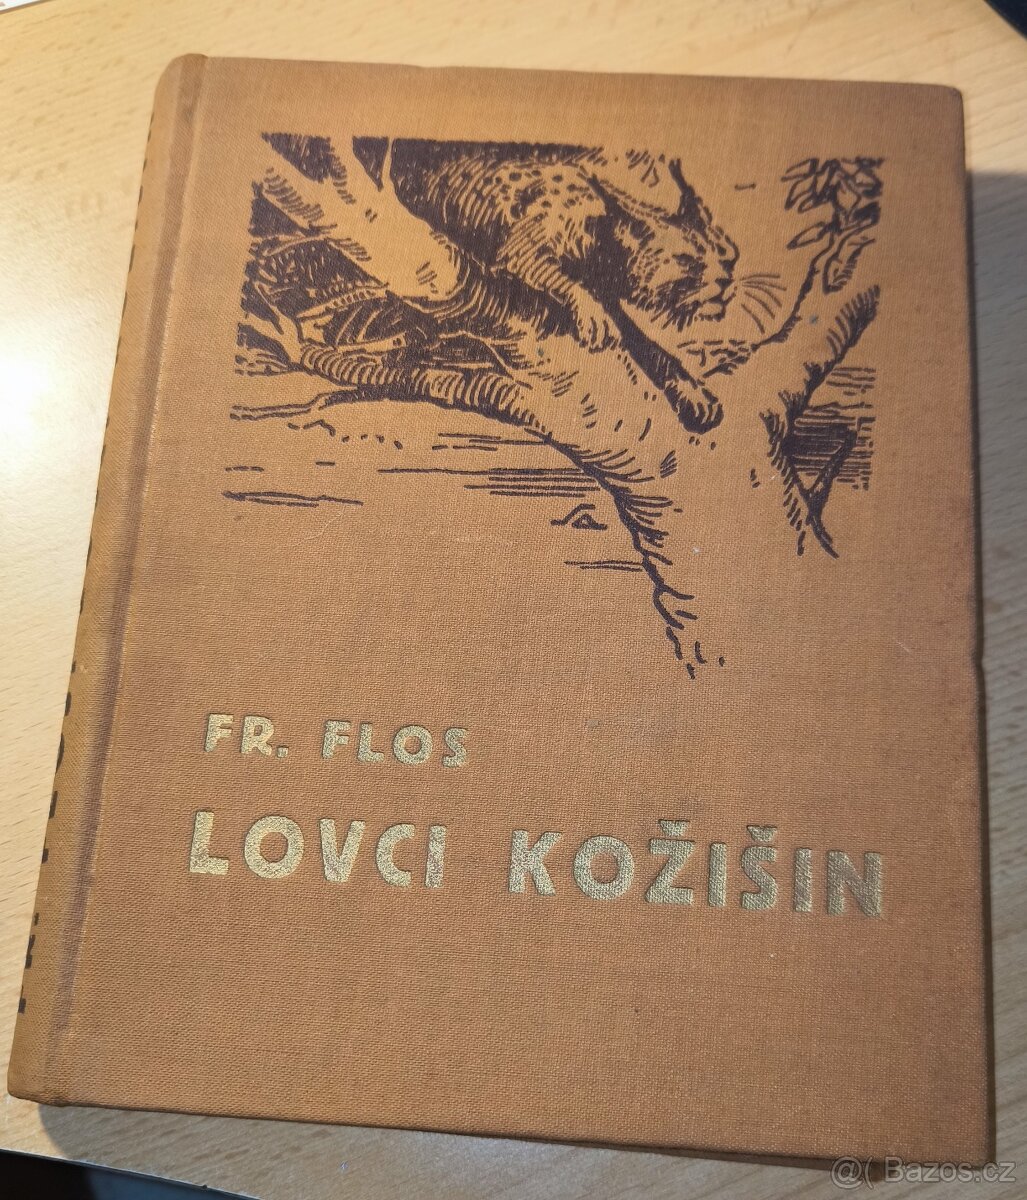 FR. FLOS
LOVCI KOŽIŠIN
@( Bazos.cz